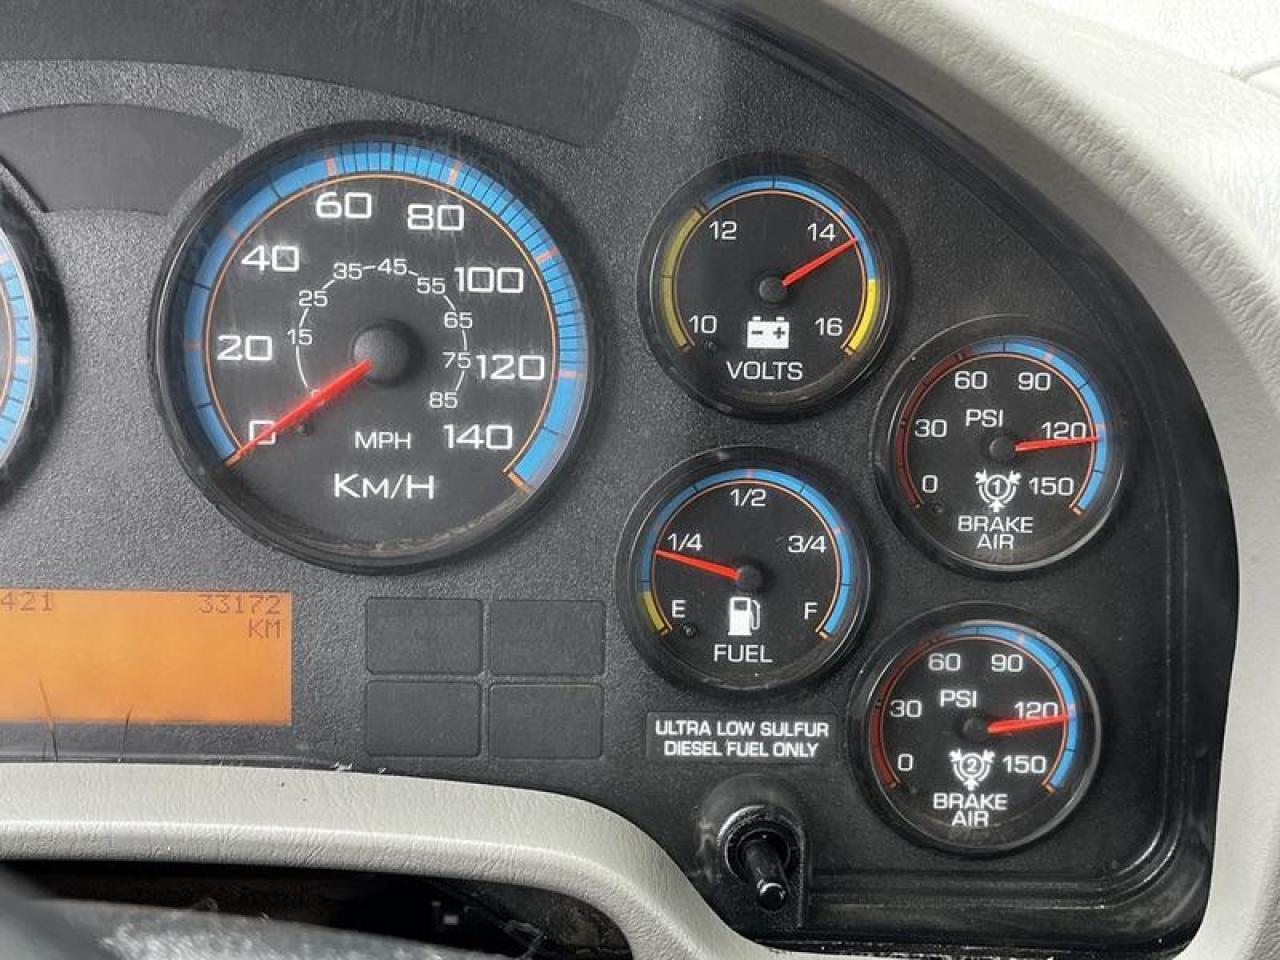 60 80
40 100
20 120
0 140
35 45 55
25 65
15 75
85
MPH
KM/H
12 14
10 16
VOLTS
60 90
PSI
30 120
0 1 150
BRAKE
AIR
1/2
1/4 3/4
E F
FUEL
421 33172
KM
ULTRA LOW SULFUR
DIESEL FUEL ONLY
60 90
PSI
30 120
0 2 150
BRAKE
AIR